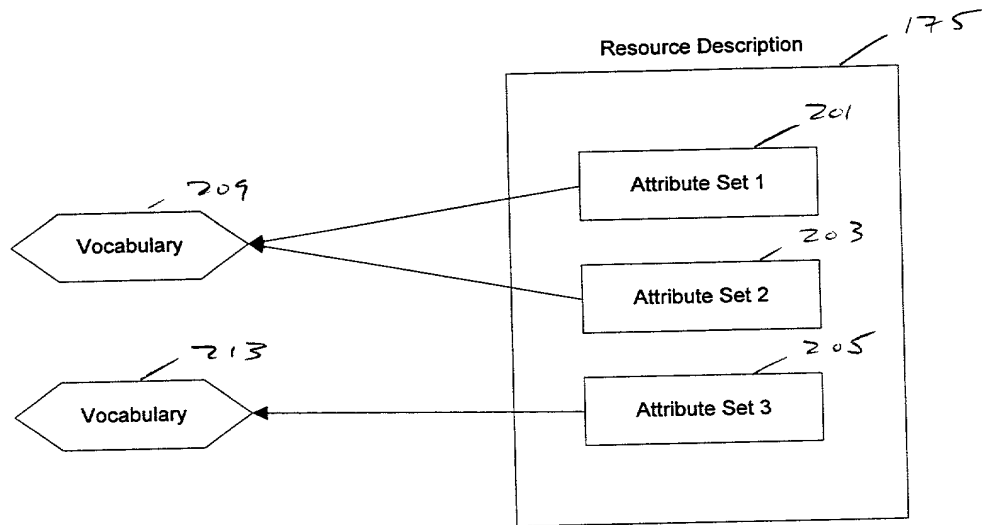 175
Resource Description
201
Attribute Set 1
209
Vocabulary
203
Attribute Set 2
213
Vocabulary
205
Attribute Set 3